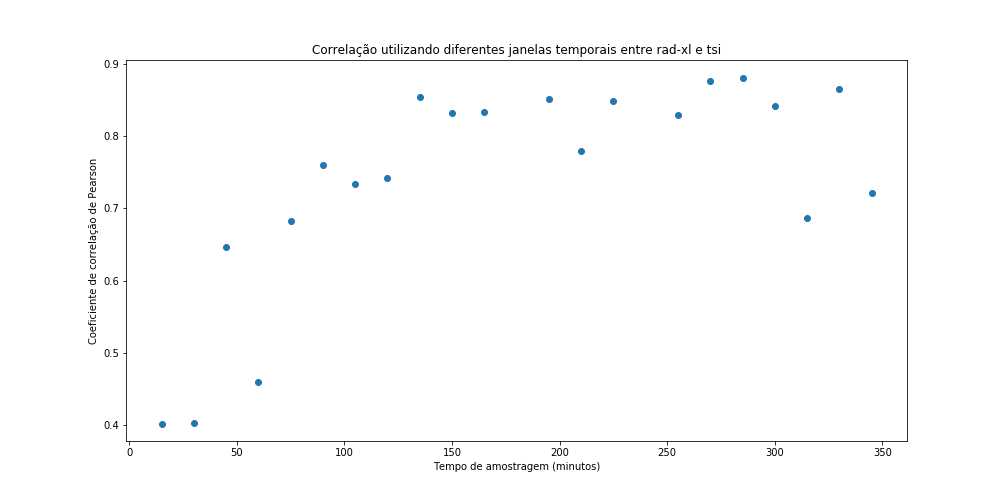 Correlação utilizando diferentes janelas temporais entre rad-xl e tsi
Coeficiente de correlação de Pearson
0.9
0.8
0.7
0.6
0.5
0.4
0 50 100 150 200 250 300 350
Tempo de amostragem (minutos)